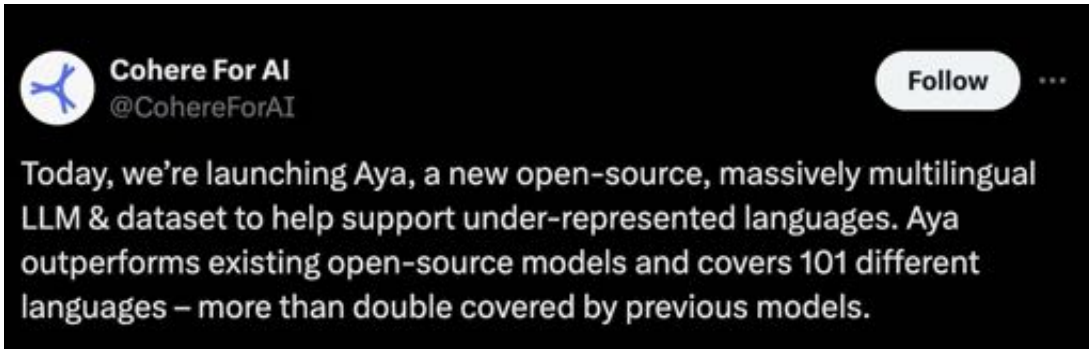 Cohere For AI
@CohereForAI
Follow
Today, we're launching Aya, a new open-source, massively multilingual
LLM & dataset to help support under-represented languages. Aya
outperforms existing open-source models and covers 101 different
languages – more than double covered by previous models.